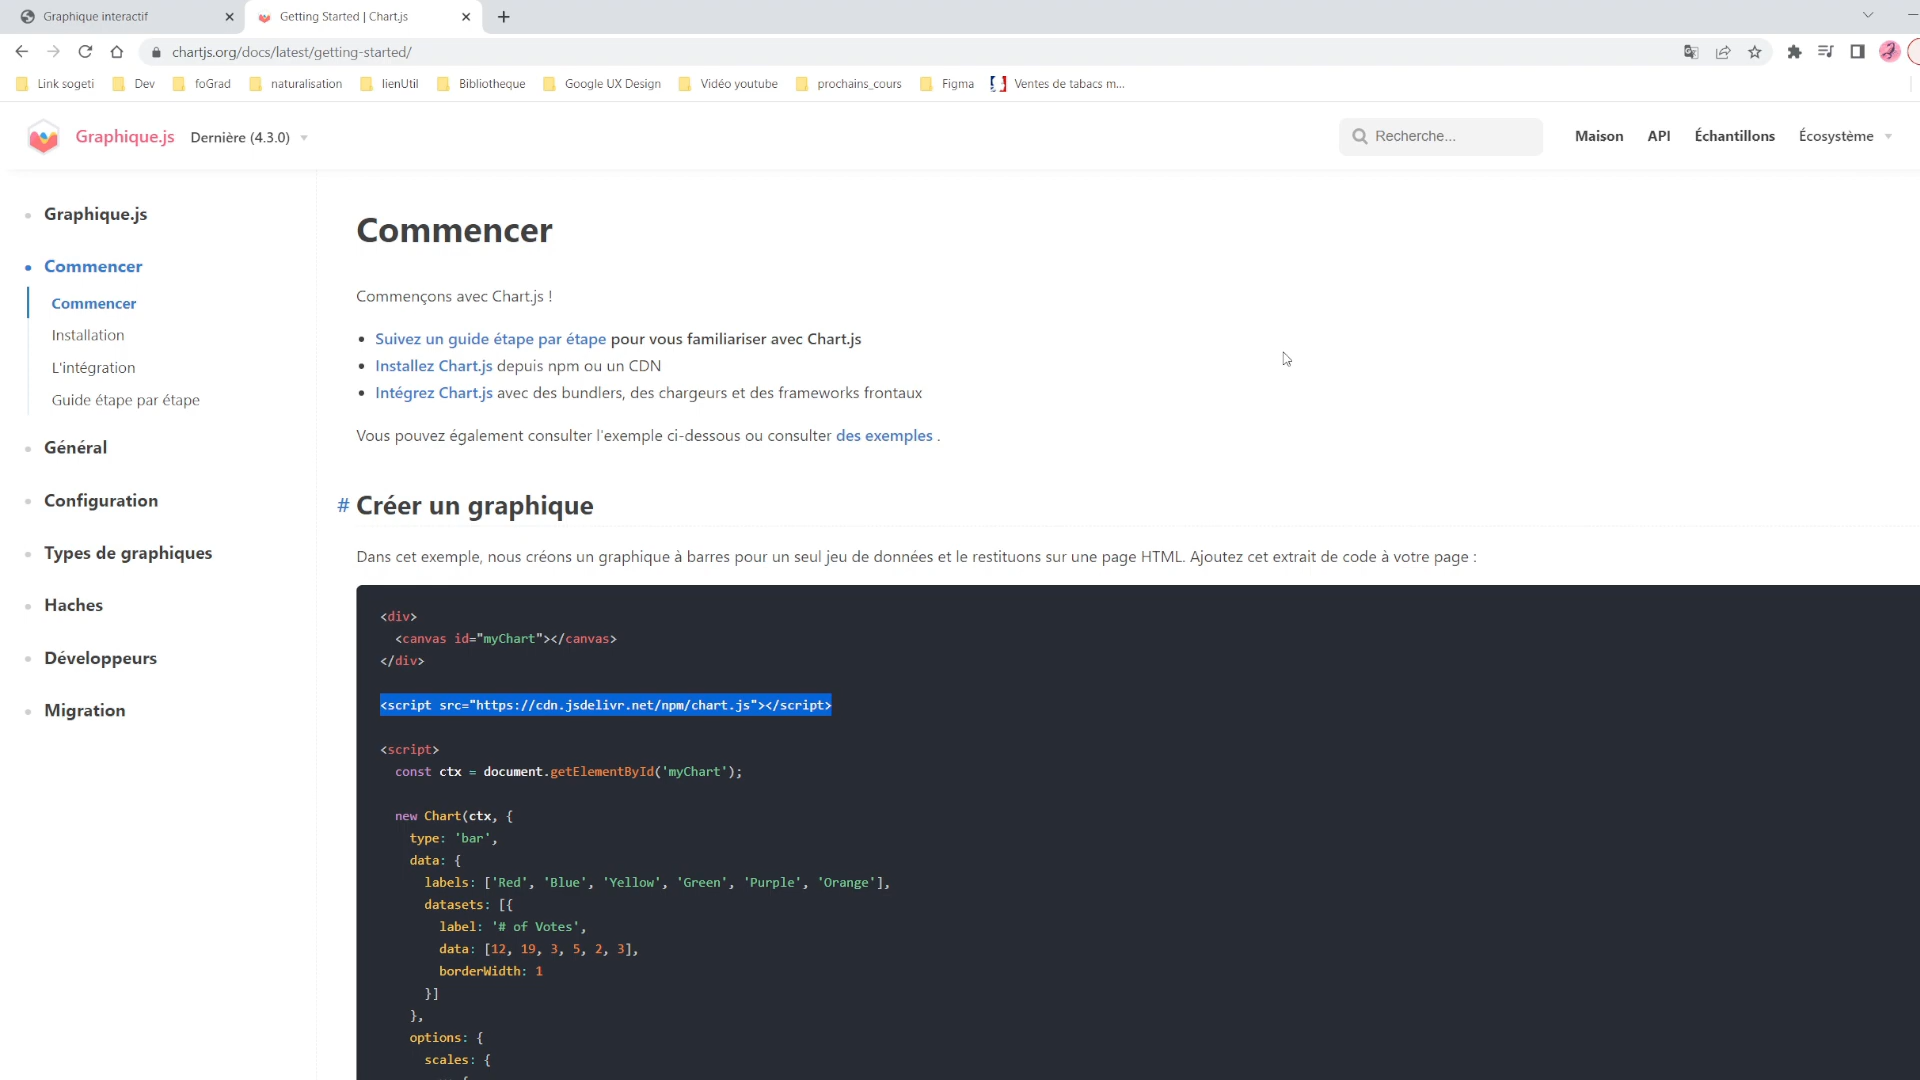 Graphique interactif
Getting Started | Chart.js
chartjs.org/docs/latest/getting-started/
Link sogeti Dev foGrad naturalisation lienUtil Bibliotheque Google UX Design Vidéo youtube prochains_cours Figma Ventes de tabacs m...
Graphique.js Dernière (4.3.0) Recherche... Maison API Échantillons Écosystème
Graphique.js
Commencer
Commencer
Installation
L'intégration
Guide étape par étape
Général
Configuration
Types de graphiques
Haches
Développeurs
Migration
Commencer
Commençons avec Chart.js !
Suivez un guide étape par étape pour vous familiariser avec Chart.js
Installez Chart.js depuis npm ou un CDN
Intégrez Chart.js avec des bundlers, des chargeurs et des frameworks frontaux
Vous pouvez également consulter l'exemple ci-dessous ou consulter des exemples .
# Créer un graphique
Dans cet exemple, nous créons un graphique à barres pour un seul jeu de données et le restituons sur une page HTML. Ajoutez cet extrait de code à votre page :
<div>
<canvas id="myChart"></canvas>
</div>
<script src="https://cdn.jsdelivr.net/npm/chart.js"></script>
<script>
const ctx = document.getElementById('myChart');
new Chart(ctx, {
type: 'bar',
data: {
labels: ['Red', 'Blue', 'Yellow', 'Green', 'Purple', 'Orange'],
datasets: [{
label: '# of Votes',
data: [12, 19, 3, 5, 2, 3],
borderWidth: 1
}]
},
options: {
scales: {